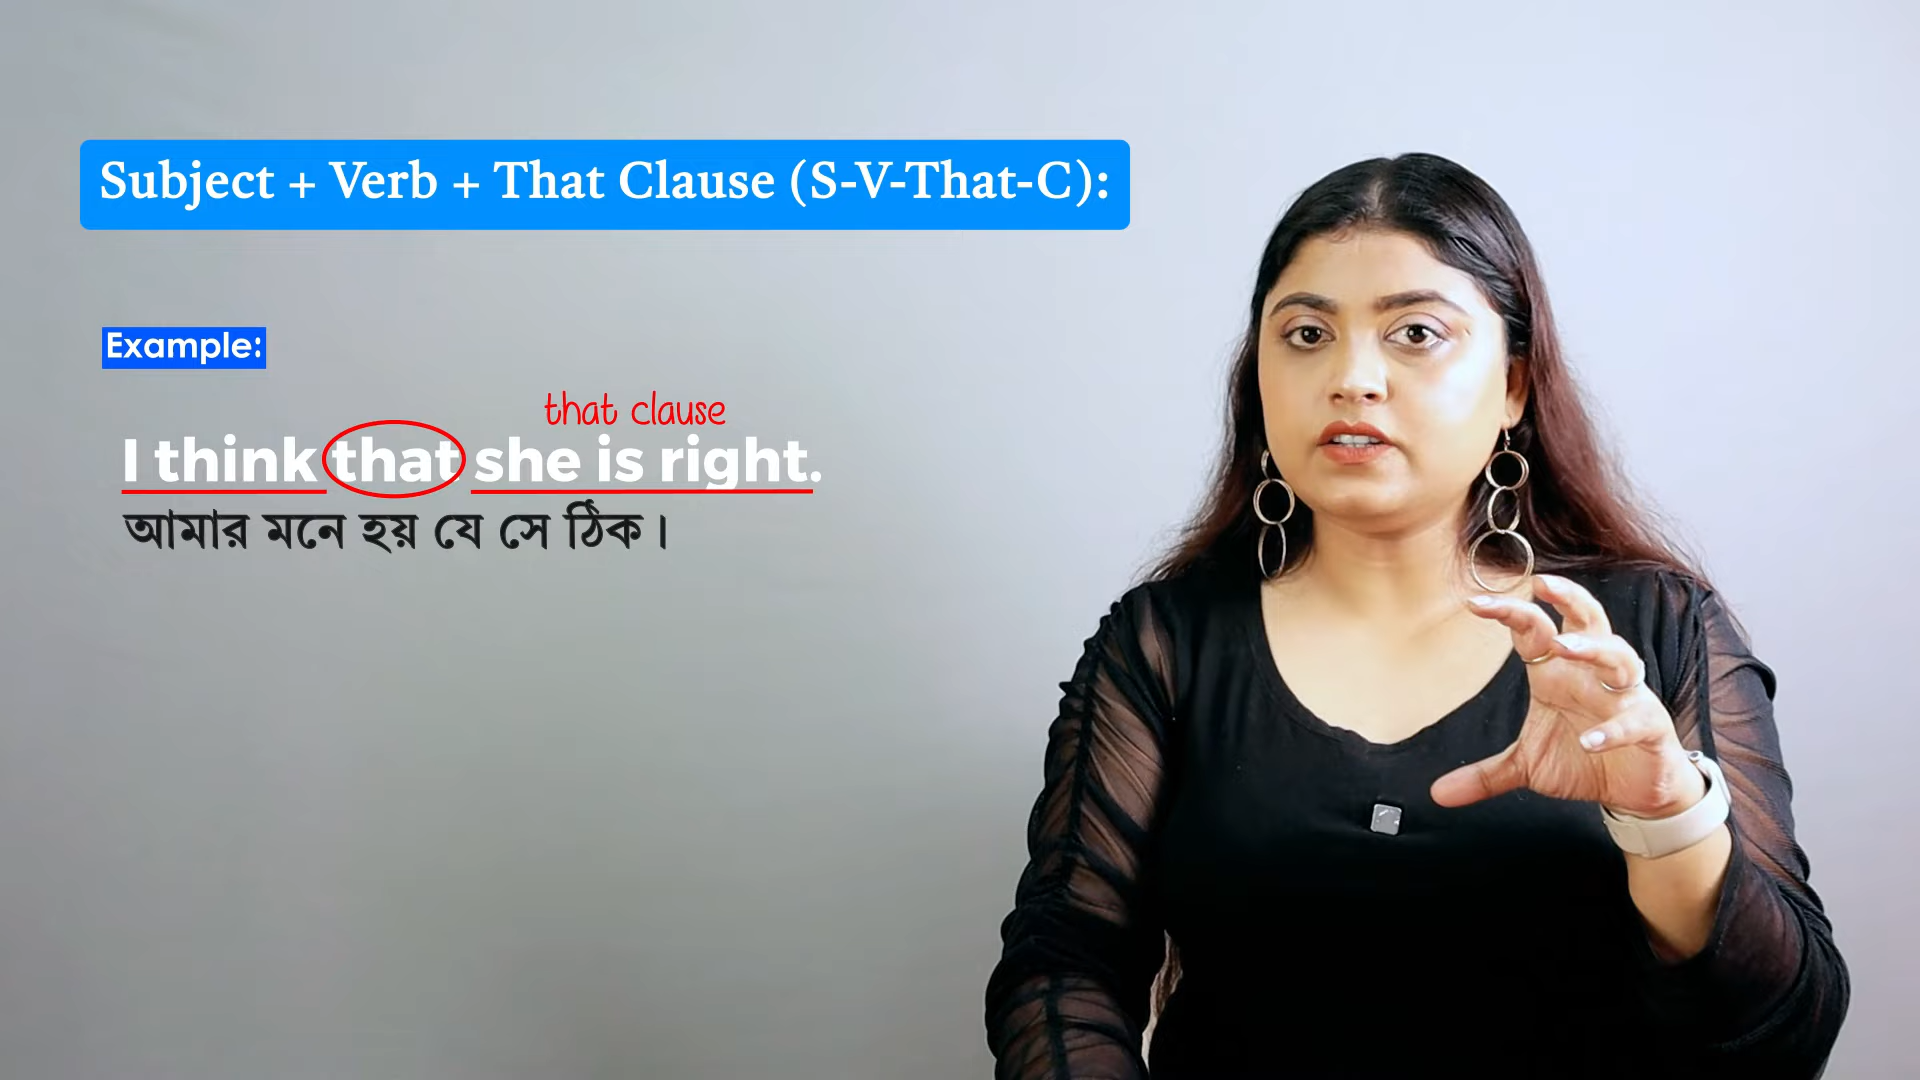 Subject + Verb + That Clause (S-V-That-C):
Example:
that clause
I think that she is right.
আমার মনে হয় যে সে ঠিক।